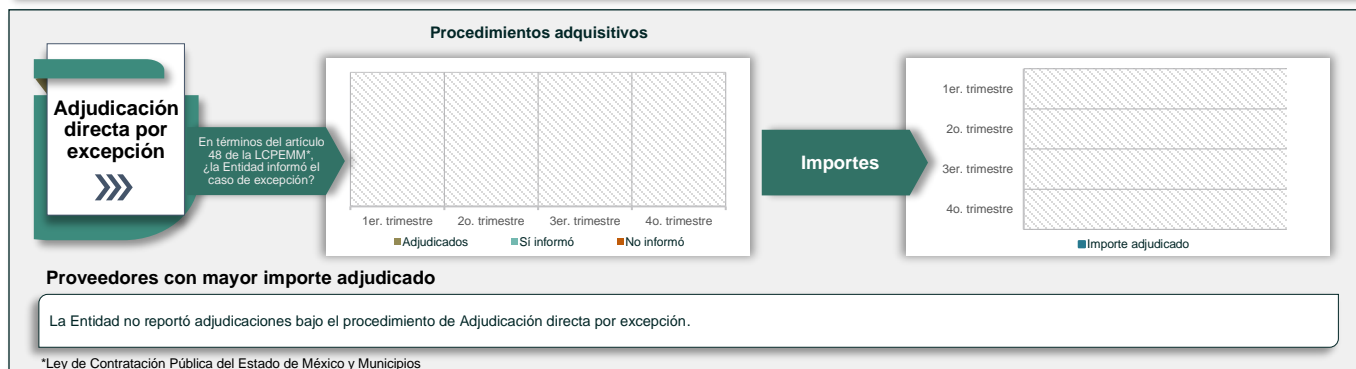 Procedimientos adquisitivos
Adjudicación
directa por
excepción
En términos del artículo
48 de la LCPEMM*,
¿la Entidad informó el
caso de excepción?
1er. trimestre
2o. trimestre
3er. trimestre
4o. trimestre
Adjudicados
Sí informó
No informó
Importes
1er. trimestre
2o. trimestre
3er. trimestre
4o. trimestre
Importe adjudicado
Proveedores con mayor importe adjudicado
La Entidad no reportó adjudicaciones bajo el procedimiento de Adjudicación directa por excepción.
*Ley de Contratación Pública del Estado de México y Municipios